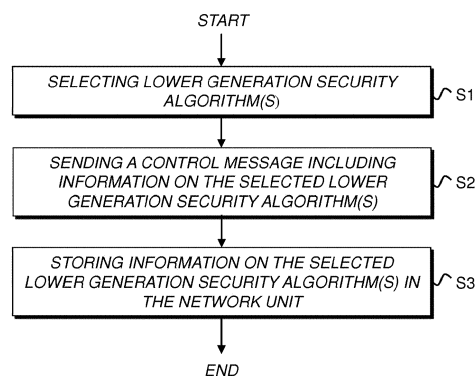 START
SELECTING LOWER GENERATION SECURITY
ALGORITHM(S)
S1
SENDING A CONTROL MESSAGE INCLUDING
INFORMATION ON THE SELECTED LOWER
GENERATION SECURITY ALGORITHM(S)
S2
STORING INFORMATION ON THE SELECTED
LOWER GENERATION SECURITY ALGORITHM(S) IN
THE NETWORK UNIT
S3
END